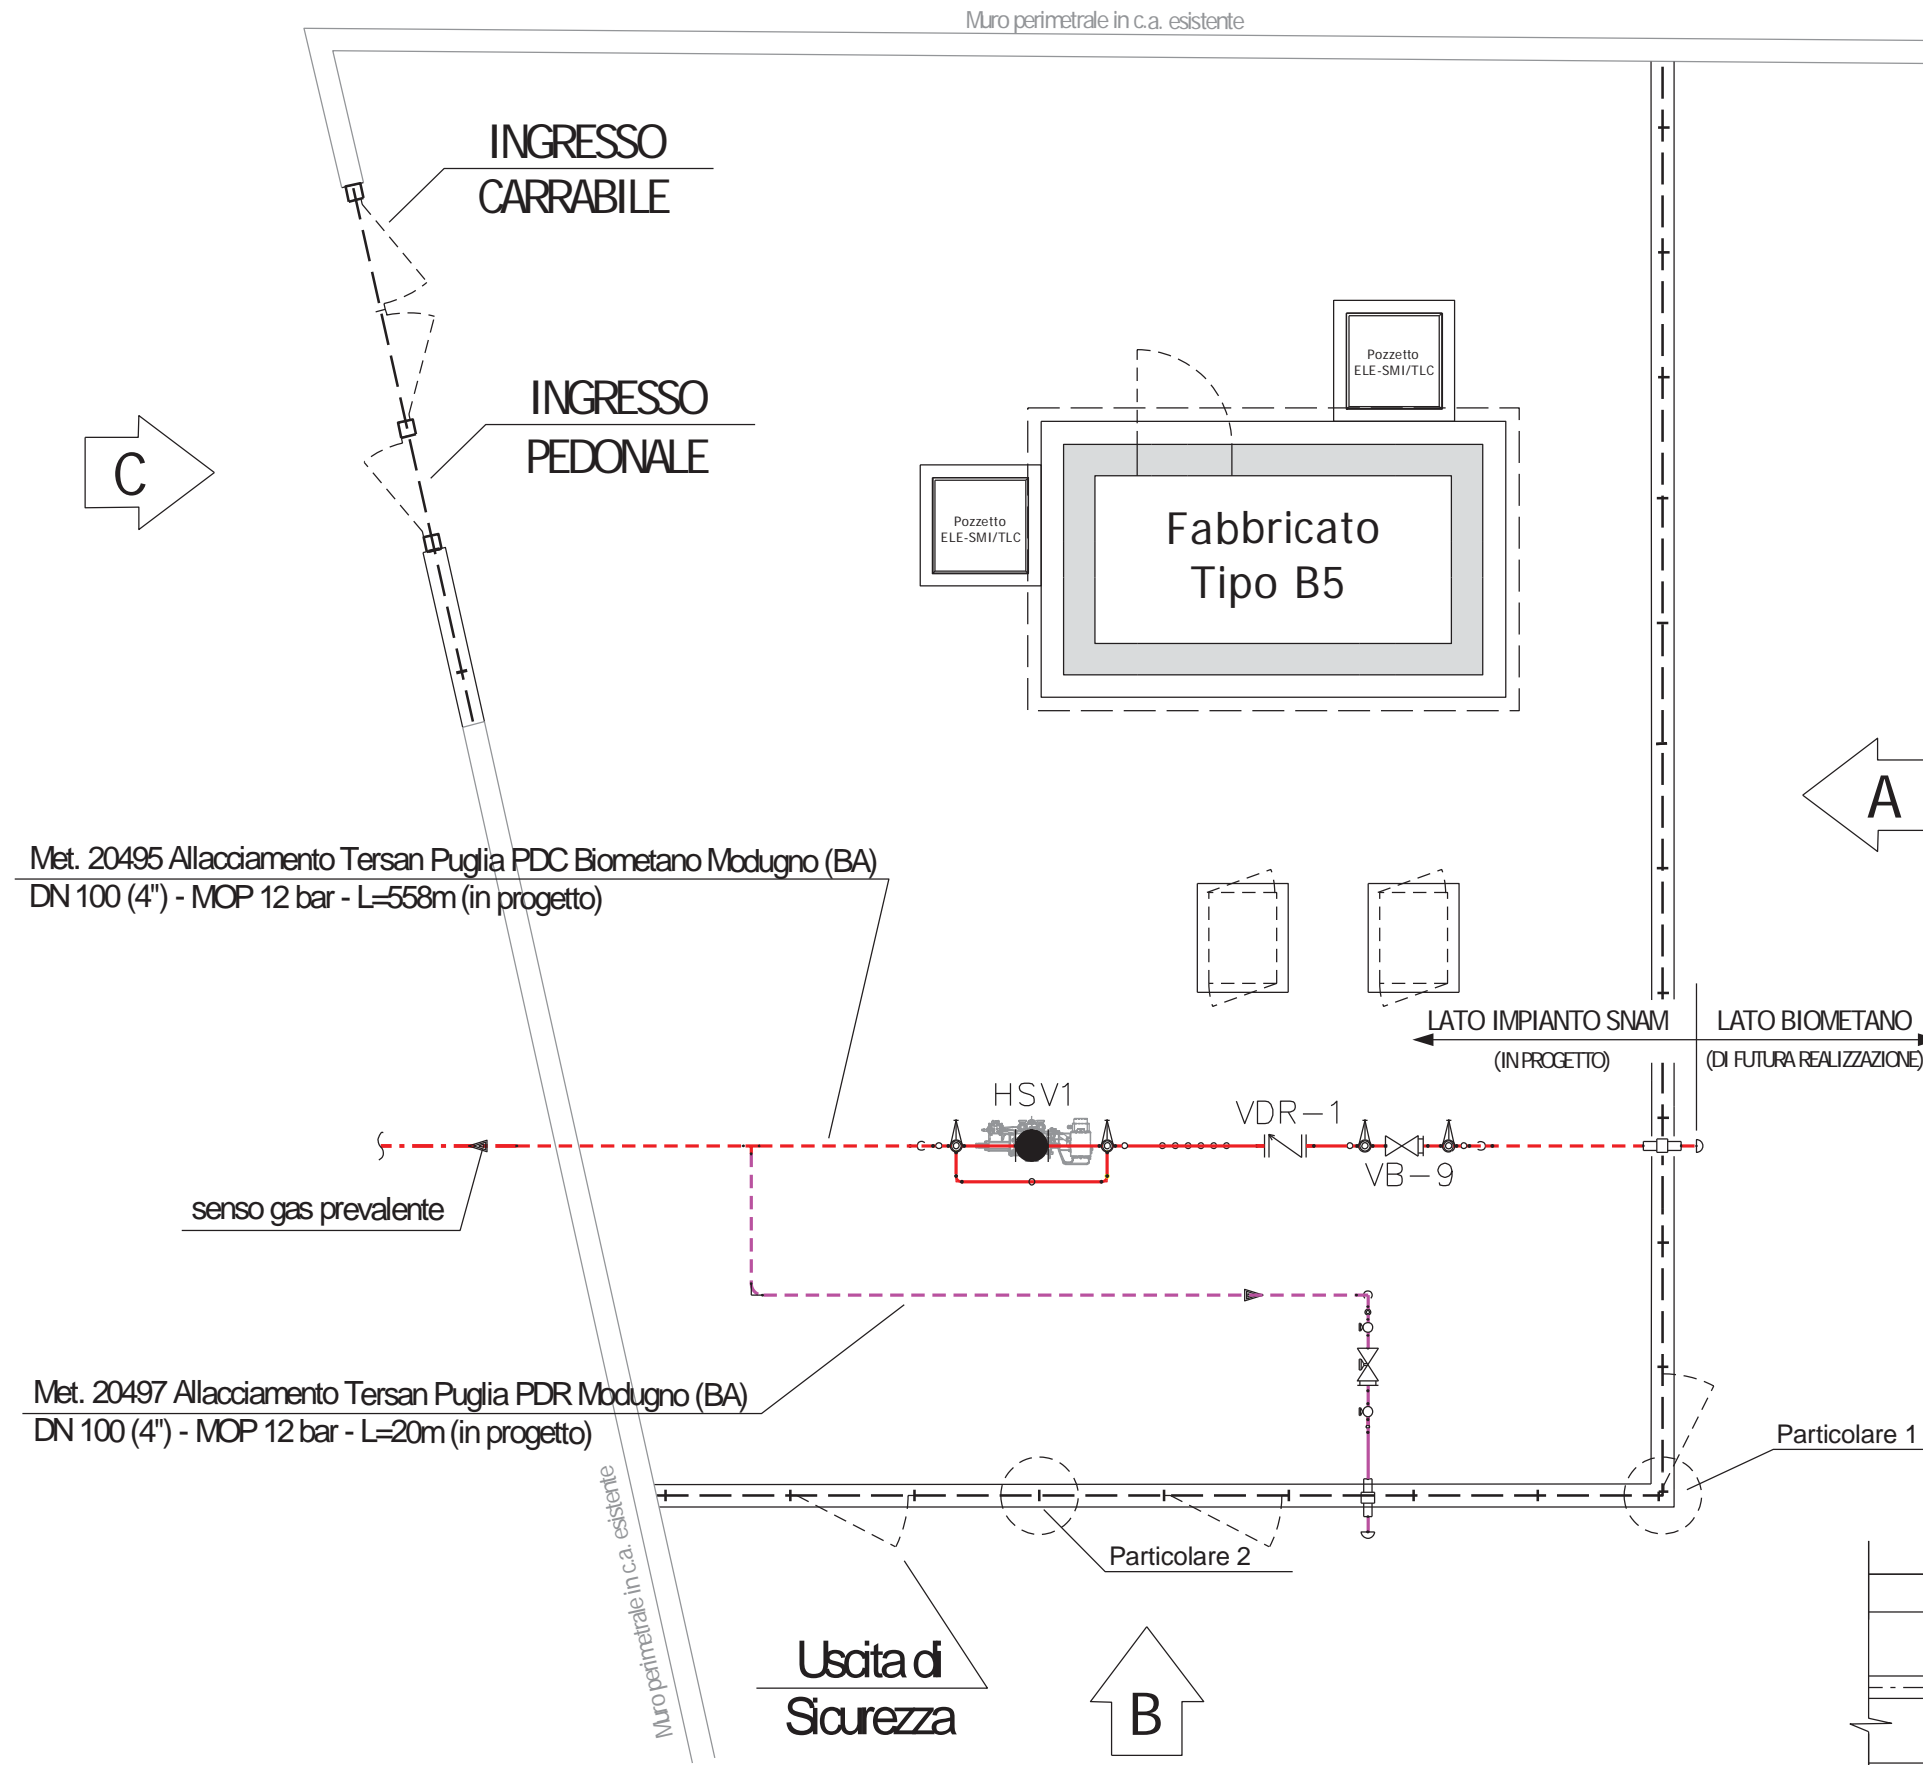 Muro perimetrale in c.a. esistente
INGRESSO
CARRABILE
Pozzetto
ELE-SMI/TLC
INGRESSO
PEDONALE
C
Pozzetto
ELE-SMI/TLC
Fabbricato
Tipo B5
A
Met. 20495 Allacciamento Tersan Puglia PDC Biometano Modugno (BA)
DN 100 (4") - MOP 12 bar - L=558m (in progetto)
LATO IMPIANTO SNAM
(IN PROGETTO)
LATO BIOMETANO
(DI FUTURA REALIZZAZIONE)
HSV1
VDR-1
VB-9
senso gas prevalente
Met. 20497 Allacciamento Tersan Puglia PDR Modugno (BA)
DN 100 (4") - MOP 12 bar - L=20m (in progetto)
Particolare 1
Muro perimetrale in c.a. esistente
Particolare 2
Uscita di
Sicurezza
B